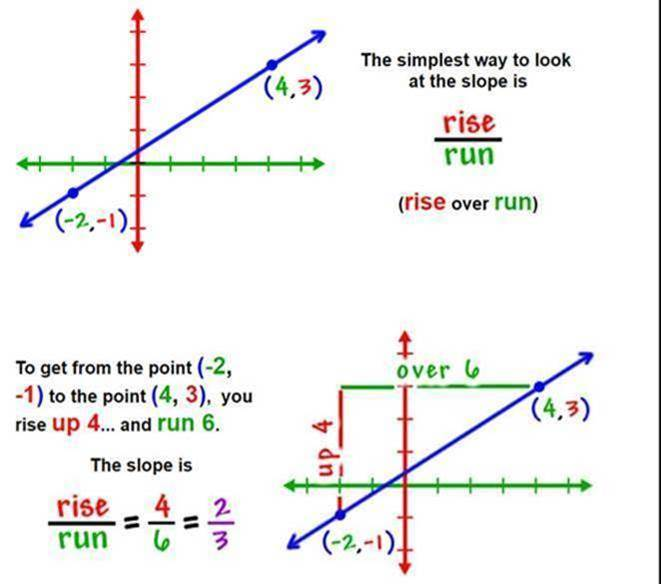 (4,3)
(-2,-1)
The simplest way to look
at the slope is
rise
run
(rise over run)
To get from the point (-2,
-1) to the point (4, 3), you
rise up 4... and run 6.
The slope is
rise = 4 = 2
run 6 3
over 6
up 4
(4,3)
(-2,-1)